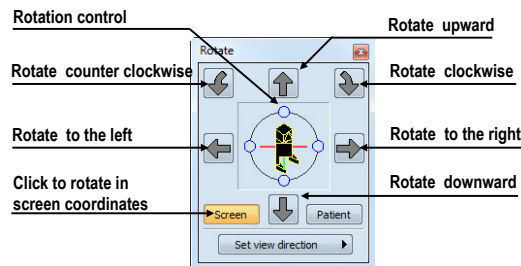 Rotation control
Rotate upward
Rotate
Rotate counter clockwise
Rotate clockwise
Rotate to the left
Rotate to the right
Click to rotate in
screen coordinates
Rotate downward
Screen
Patient
Set view direction